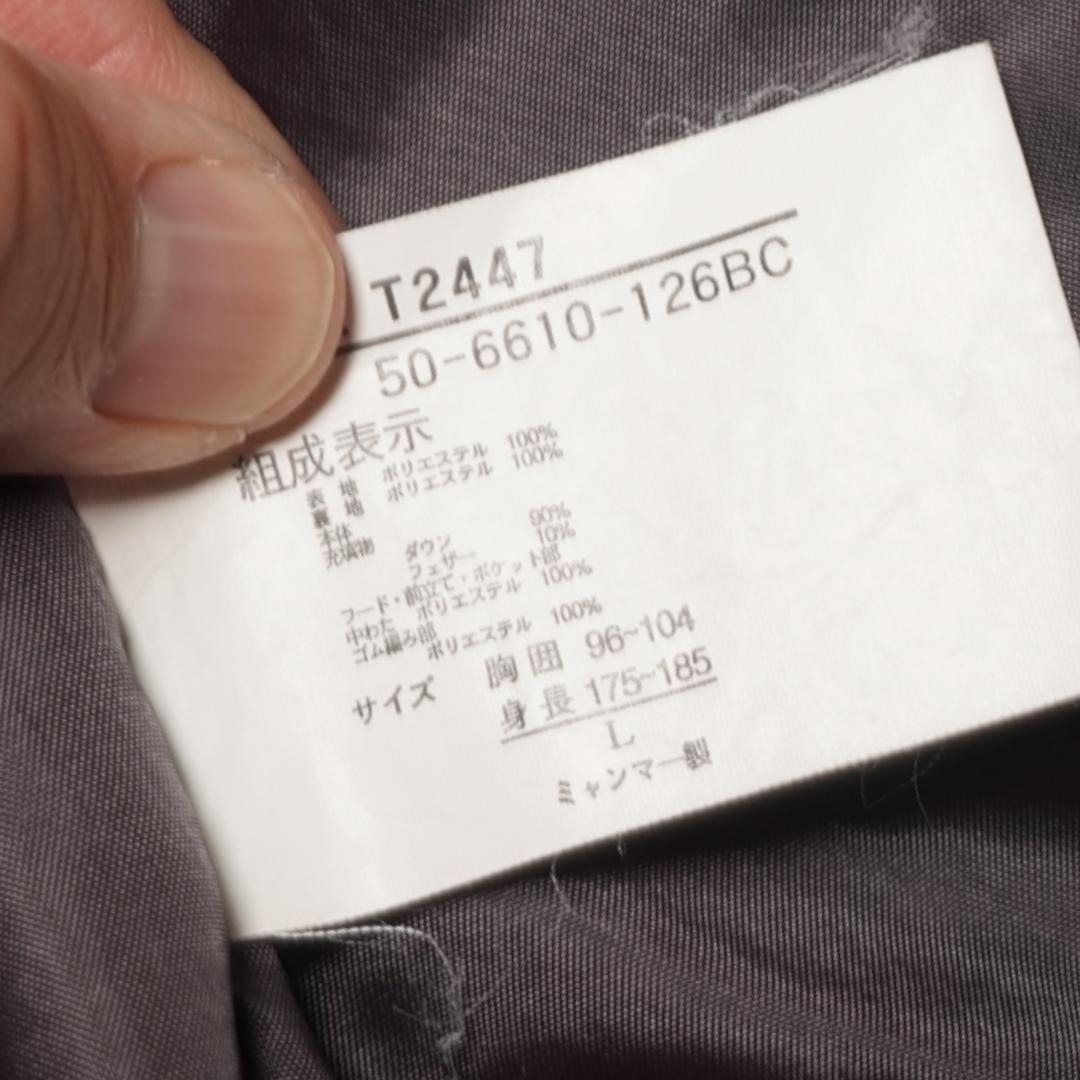 T2447
50-6610-126BC
組成表示
表 地 ポリエステル 100%
裏 地 ポリエステル 100%
本体
充填物 ダウン 90%
フェザー 10%
フード・前立て・ポケット部
中わた ポリエステル 100%
ゴム編み部
ポリエステル 100%
サイズ 胸囲 96~104
身長 175~185
L
ミャンマー製